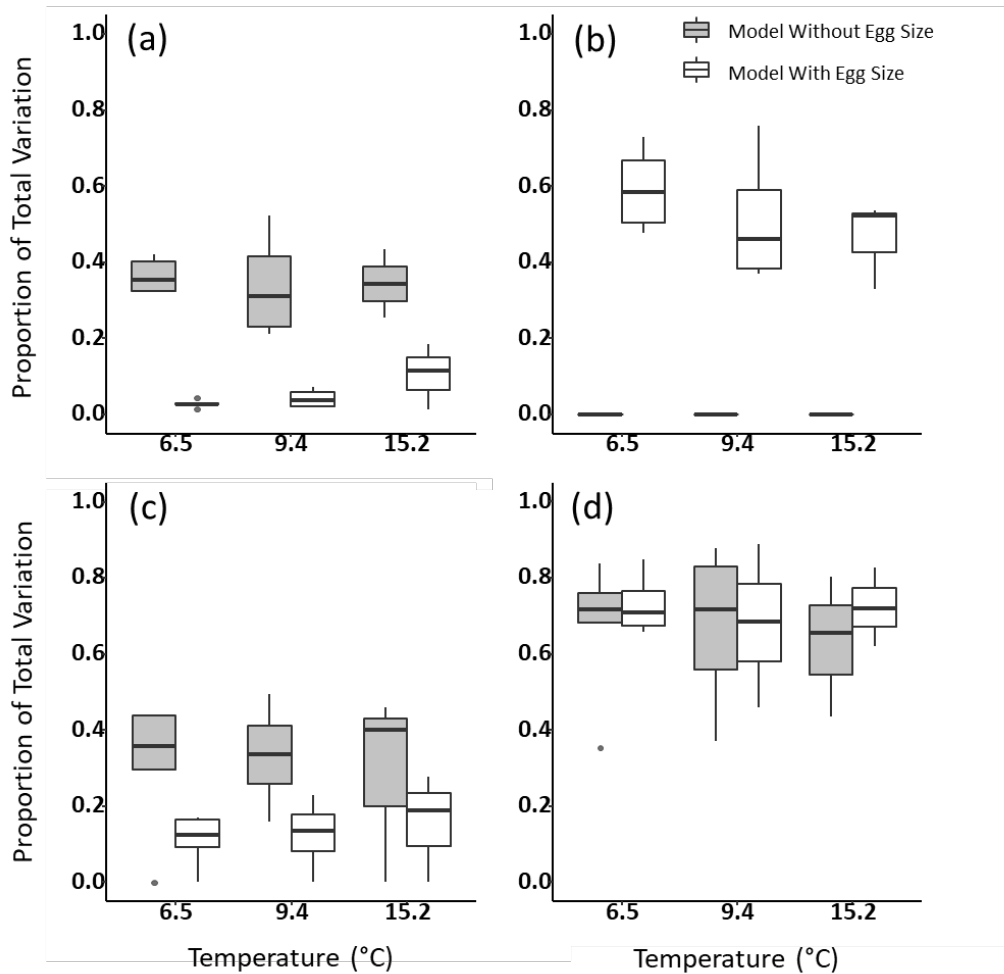 (a)
Proportion of Total Variation
1.0
0.8
0.6
0.4
0.2
0.0
6.5 9.4 15.2
(b)
Model Without Egg Size
Model With Egg Size
1.0
0.8
0.6
0.4
0.2
0.0
6.5 9.4 15.2
(c)
Proportion of Total Variation
1.0
0.8
0.6
0.4
0.2
0.0
6.5 9.4 15.2
Temperature (°C)
(d)
1.0
0.8
0.6
0.4
0.2
0.0
6.5 9.4 15.2
Temperature (°C)